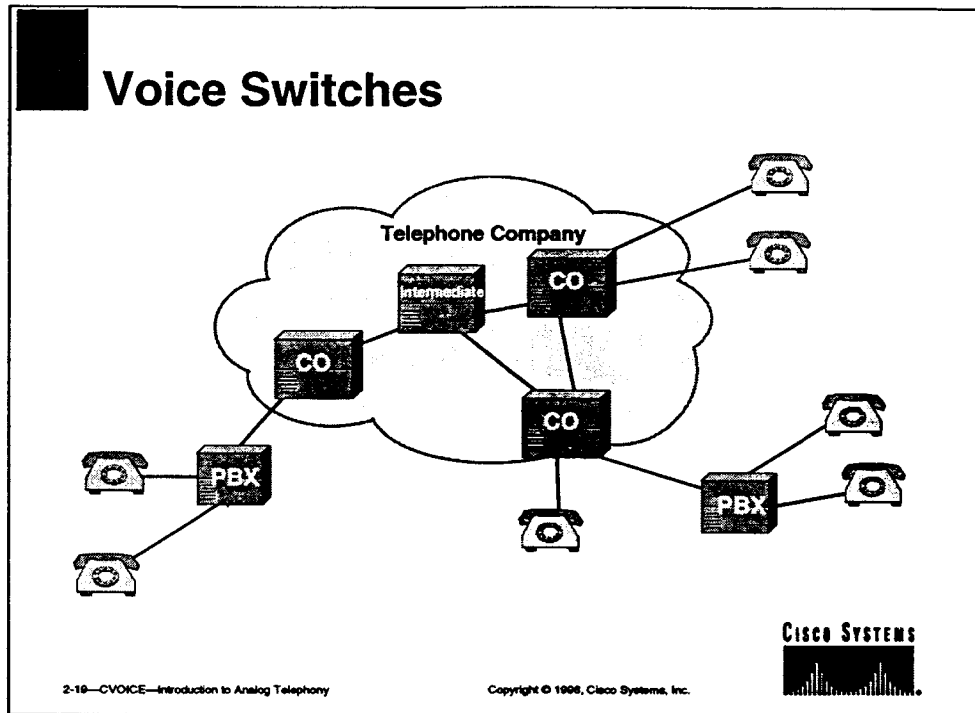 Voice Switches
Telephone Company
Intermediate
CO
CO
CO
PBX
PBX
CISCO SYSTEMS
2-19—CVOICE—Introduction to Analog Telephony
Copyright © 1998, Cisco Systems, Inc.